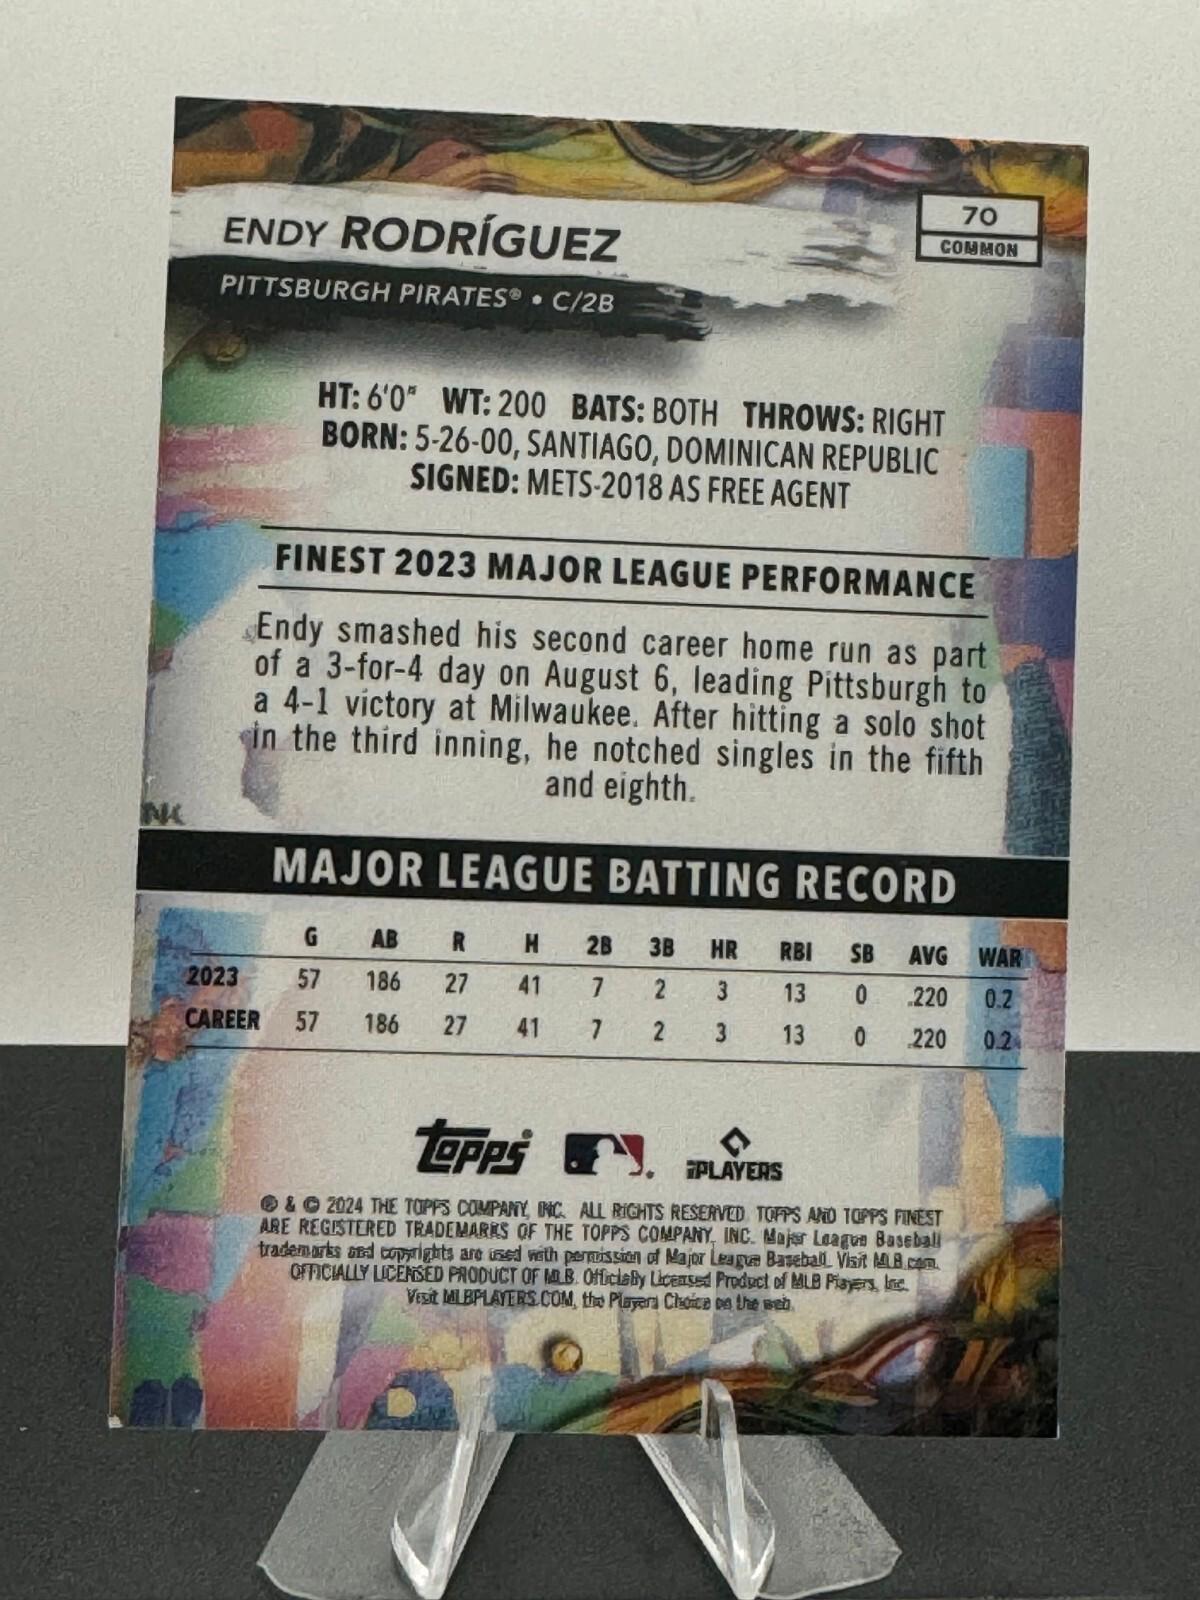 ENDY RODRÍGUEZ
70
COMMON
PITTSBURGH PIRATES® • C/2B
HT: 6'0" WT: 200 BATS: BOTH THROWS: RIGHT
BORN: 5-26-00, SANTIAGO, DOMINICAN REPUBLIC
SIGNED: METS-2018 AS FREE AGENT
FINEST 2023 MAJOR LEAGUE PERFORMANCE
Endy smashed his second career home run as part
of a 3-for-4 day on August 6, leading Pittsburgh to
a 4-1 victory at Milwaukee. After hitting a solo shot
in the third inning, he notched singles in the fifth
and eighth.
NK
MAJOR LEAGUE BATTING RECORD
G AB R H 2B 3B HR RBI SB AVG WAR
2023 57 186 27 41 7 2 3 13 0 .220 0.2
CAREER 57 186 27 41 7 2 3 13 0 .220 0.2
Topps® PLAYERS
® & © 2024 THE TOPPS COMPANY, INC. ALL RIGHTS RESERVED. TOPPS AND TOPPS FINEST
ARE REGISTERED TRADEMARKS OF THE TOPPS COMPANY, INC. Major League Baseball
trademarks and copyrights are used with permission of Major League Baseball. Visit MLB.com.
OFFICIALLY LICENSED PRODUCT OF MLB. Officially Licensed Product of MLB Players, Inc.
Visit MLBPLAYERS.COM, the Players Choice on the web.